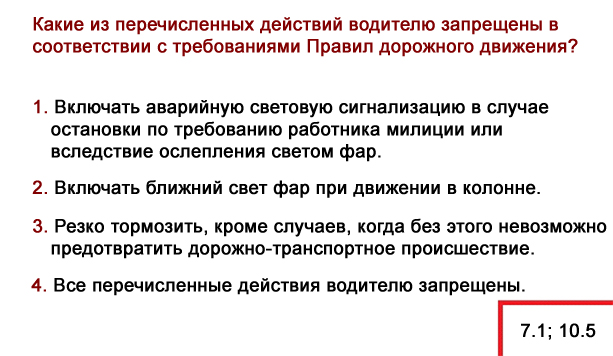 Какие из перечисленных действий водителю запрещены в
соответствии с требованиями Правил дорожного движения?
1. Включать аварийную световую сигнализацию в случае
остановки по требованию работника милиции или
вследствие ослепления светом фар.
2. Включать ближний свет фар при движении в колонне.
3. Резко тормозить, кроме случаев, когда без этого невозможно
предотвратить дорожно-транспортное происшествие.
4. Все перечисленные действия водителю запрещены.
7.1; 10.5